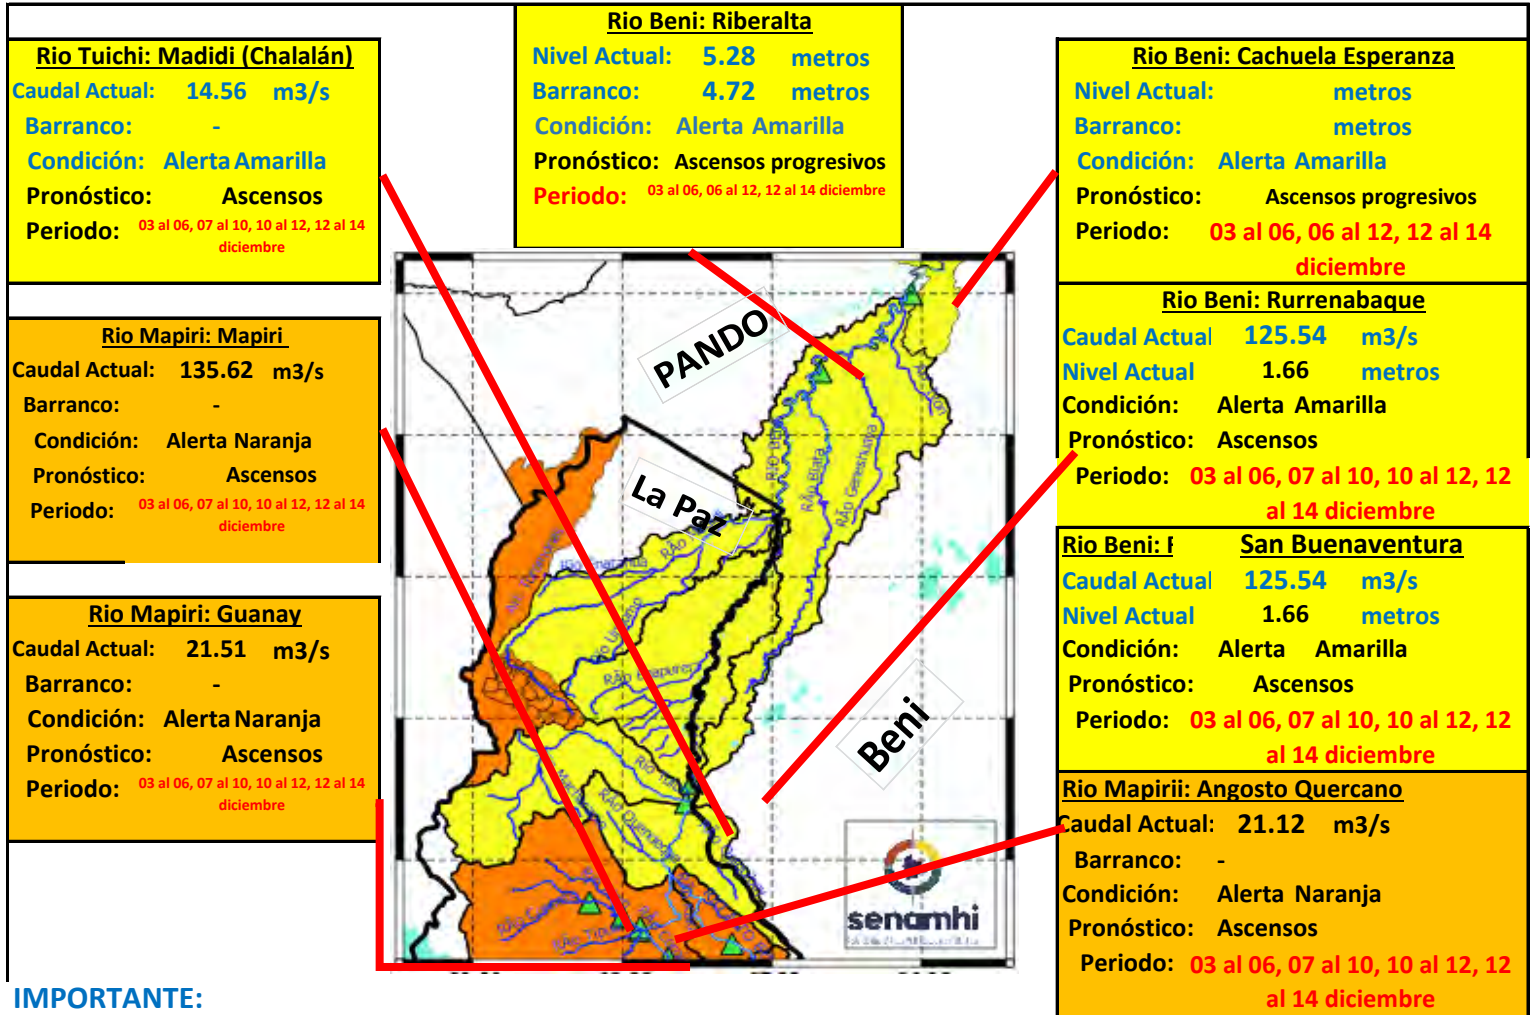 Rio Beni: Riberalta
Nivel Actual: 5.28 metros
Barranco: 4.72 metros
Condición: Alerta Amarilla
Pronóstico: Ascensos progresivos
Periodo: 03 al 06, 06 al 12, 12 al 14 diciembre
Rio Tuichi: Madidi (Chalalán)
Caudal Actual: 14.56 m3/s
Barranco: -
Condición: Alerta Amarilla
Pronóstico: Ascensos
Periodo: 03 al 06, 07 al 10, 10 al 12, 12 al 14
diciembre
Rio Mapiri: Mapiri
Caudal Actual: 135.62 m3/s
Barranco: -
Condición: Alerta Naranja
Pronóstico: Ascensos
Periodo: 03 al 06, 07 al 10, 10 al 12, 12 al 14
diciembre
Rio Mapiri: Guanay
Caudal Actual: 21.51 m3/s
Barranco: -
Condición: Alerta Naranja
Pronóstico: Ascensos
Periodo: 03 al 06, 07 al 10, 10 al 12, 12 al 14
diciembre
PANDO
La Paz
Beni
RÃo Biata
RÃo Geneshuaya
senamhi
Rio Beni: Cachuela Esperanza
Nivel Actual: metros
Barranco: metros
Condición: Alerta Amarilla
Pronóstico: Ascensos progresivos
Periodo: 03 al 06, 06 al 12, 12 al 14
diciembre
Rio Beni: Rurrenabaque
Caudal Actual 125.54 m3/s
Nivel Actual 1.66 metros
Condición: Alerta Amarilla
Pronóstico: Ascensos
Periodo: 03 al 06, 07 al 10, 10 al 12, 12
al 14 diciembre
Rio Beni: San Buenaventura
Caudal Actual 125.54 m3/s
Nivel Actual 1.66 metros
Condición: Alerta Amarilla
Pronóstico: Ascensos
Periodo: 03 al 06, 07 al 10, 10 al 12, 12
al 14 diciembre
Rio Mapirii: Angosto Quercano
Caudal Actual: 21.12 m3/s
Barranco: -
Condición: Alerta Naranja
Pronóstico: Ascensos
Periodo: 03 al 06, 07 al 10, 10 al 12, 12
al 14 diciembre
IMPORTANTE: